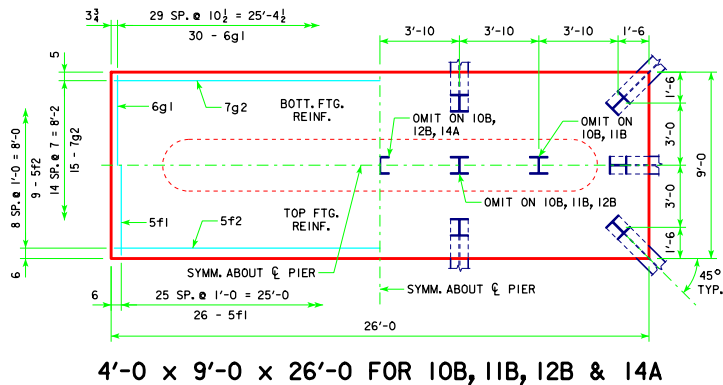 3¾
29 SP. @ 10½ = 25'-4½
30 - 6g1
3'-10
3'-10
3'-10
1'-6
5
8 SP. @ 1'-0 = 8'-0
9 - 5f2
14 SP. @ 7 = 8'-2
15 - 7g2
6
6g1
7g2
BOTT. FTG.
REINF.
OMIT ON 10B,
12B, 14A
OMIT ON
10B, 11B
OMIT ON 10B, 11B, 12B
5f1
5f2
TOP FTG.
REINF.
SYMM. ABOUT ℄ PIER
SYMM. ABOUT ℄ PIER
1'-6
3'-0
3'-0
1'-6
9'-0
45°
TYP.
6
25 SP. @ 1'-0 = 25'-0
26 - 5f1
26'-0
4'-0 x 9'-0 x 26'-0 FOR 10B, 11B, 12B & 14A